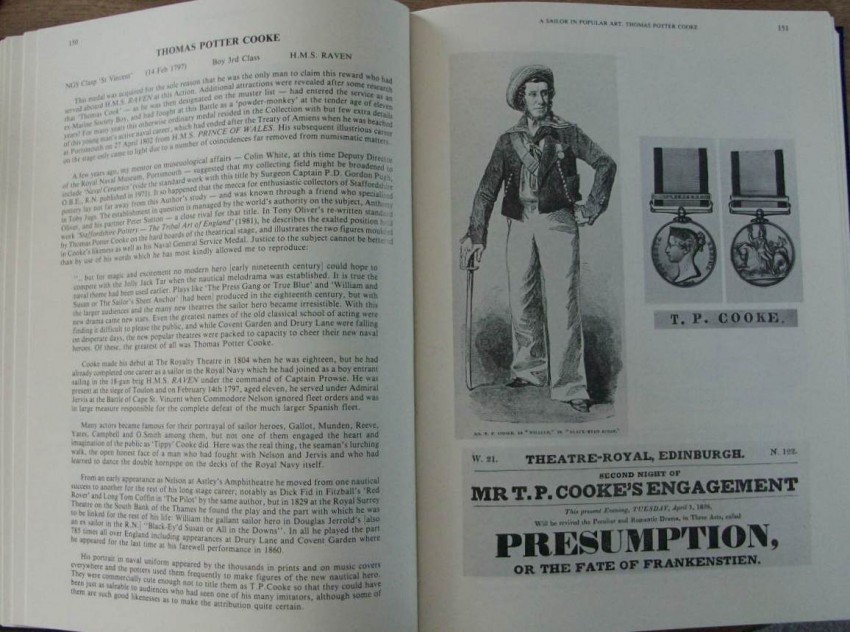 150
THOMAS POTTER COOKE
NGS Clasp 'St Vincent' (14 Feb 1797) Boy 3rd Class H.M.S. RAVEN
This medal was acquired for the sole reason that he was the only man to claim this reward who had
served aboard H.M.S. RAVEN at this Action. Additional attractions were revealed after some research
that 'Thomas Cook' — as he was then designated on the muster list — had entered the service as an
ex-Marine Society Boy, and had fought at this Battle as a 'powder-monkey' at the tender age of eleven
years! For many years this otherwise ordinary medal resided in the Collection with but few extra details
of this young man's active naval career, which had ended after the Treaty of Amiens when he was beached
at Portsmouth on 27 April 1802 from H.M.S. PRINCE OF WALES. His subsequent illustrious career
on the stage only came to light due to a number of coincidences far removed from numismatic matters.
A few years ago, my mentor on museological affairs — Colin White, at this time Deputy Director
of the Royal Naval Museum, Portsmouth — suggested that my collecting field might be broadened to
include 'Naval Ceramics' (vide the standard work with this title by Surgeon Captain P.D. Gordon Pugh,
O.B.E., R.N. published in 1971). It so happened that the mecca for enthusiastic collectors of Staffordshire
pottery lay not far away from this Author's study — and was known through a friend who specialised
in Toby Jugs. The establishment in question is managed by the world's authority on the subject, Anthony
Oliver, and his partner Peter Sutton — a close rival for that title. In Tony Oliver's re-written standard
work 'Staffordshire Pottery — The Tribal Art of England' (1981), he describes the exalted position held
by Thomas Potter Cooke on the hard boards of the theatrical stage, and illustrates the two figures moulded
in Cooke's likeness as well as his Naval General Service Medal. Justice to the subject cannot be bettered
than by use of his words which he has most kindly allowed me to reproduce:
".. but for magic and excitement no modern hero [early nineteenth century] could hope to
compete with the Jolly Jack Tar when the nautical melodrama was established. It is true the
naval theme had been used earlier. Plays like 'The Press Gang or True Blue' and 'William and
Susan or The Sailor's Sheet Anchor' [had been] produced in the eighteenth century, but with
the larger audiences and the many new theatres the sailor hero became irresistible. With this
new drama came new stars. Even the greatest names of the old classical school of acting were
finding it difficult to please the public, and while Covent Garden and Drury Lane were falling
on desperate days, the new popular theatres were packed to capacity to cheer their new naval
heroes. Of these, the greatest of all was Thomas Potter Cooke.
Cooke made his debut at The Royalty Theatre in 1804 when he was eighteen, but he had
already completed one career as a sailor in the Royal Navy which he had joined as a boy entrant
sailing in the 18-gun brig H.M.S. RAVEN under the command of Captain Prowse. He was
present at the siege of Toulon and on February 14th 1797, aged eleven, he served under Admiral
Jervis at the Battle of Cape St. Vincent when Commodore Nelson ignored fleet orders and was
in large measure responsible for the complete defeat of the much larger Spanish fleet.
Many actors became famous for their portrayal of sailor heroes, Gallot, Munden, Reeve,
Yates, Campbell and O.Smith among them, but not one of them engaged the heart and
imagination of the public as 'Tippy' Cooke did. Here was the real thing, the seaman's lurching
walk, the open honest face of a man who had fought with Nelson and Jervis and who had
learned to dance the double hornpipe on the decks of the Royal Navy itself.
From an early appearance as Nelson at Astley's Amphitheatre he moved from one nautical
success to another for the rest of his long stage career; notably as Dick Fid in Fitzball's 'Red
Rover' and Long Tom Coffin in 'The Pilot' by the same author, but in 1829 at the Royal Surrey
Theatre on the South Bank of the Thames he found the play and the part with which he was
to be linked for the rest of his life: William the gallant sailor hero in Douglas Jerrold's [also
an ex sailor in the R.N.] "Black-Ey'd Susan or All in the Downs". In all he played the part
785 times all over England including appearances at Drury Lane and Covent Garden where
he appeared for the last time at his farewell performance in 1860.
His portrait in naval uniform appeared by the thousands in prints and on music covers
everywhere and the potters used them frequently to make figures of the new nautical hero.
They were commercially cute enough not to title them as T.P.Cooke so that they could have
been just as saleable to audiences who had seen one of his many imitators, although some of
them are such good likenesses as to make the attribution quite certain.
A SAILOR IN POPULAR ART, THOMAS POTTER COOKE
151
MR. T. P. COOKE AS "WILLIAM," IN "BLACK-EYED SUSAN."
T. P. COOKE.
W. 21. THEATRE-ROYAL, EDINBURGH. N. 122.
SECOND NIGHT OF
MR T. P. COOKE'S ENGAGEMENT
This present Evening, TUESDAY, April
Will be revived the Peculiar and Romantic Drama, in Three Acts, called
PRESUMPTION,
OR THE FATE OF FRANKENSTIEN.